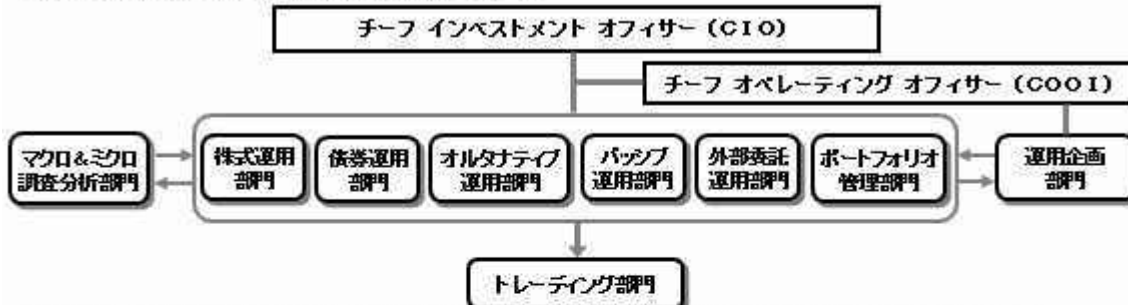 チーフ インベストメント オフィサー (CIO)
チーフ オペレーティング オフィサー (COOI)
マクロ&ミクロ
調査分析部門
株式運用
部門
債券運用
部門
オルタナティブ
運用部門
パッシブ
運用部門
外部委託
運用部門
ポートフォリオ
管理部門
運用企画
部門
トレーディング部門